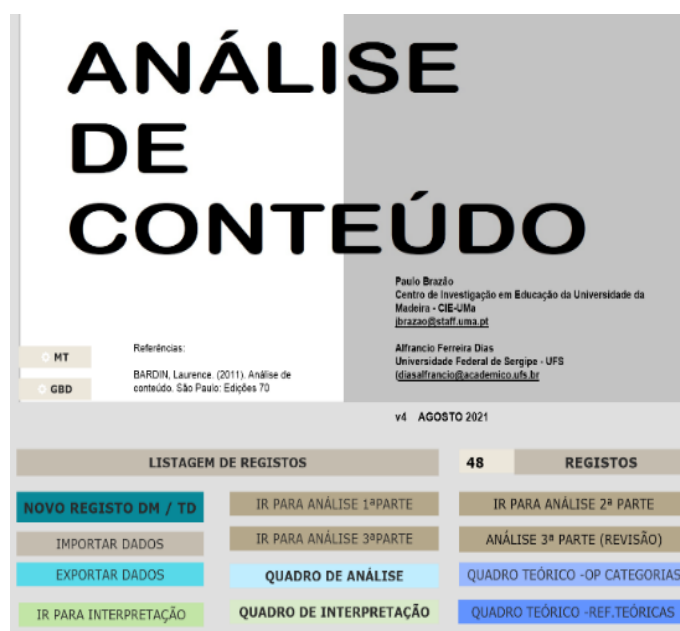 ANÁLISE
DE
CONTEÚDO
Paulo Brazão
Centro de Investigação em Educação da Universidade da
Madeira - CIE-UMa
jbrazao@staff.uma.pt
Alfrancio Ferreira Dias
Universidade Federal de Sergipe - UFS
(diasalfrancio@academico.ufs.br
Referências:
BARDIN, Laurence. (2011). Análise de
conteúdo. São Paulo: Edições 70
MT
GBD
v4 AGOSTO 2021
LISTAGEM DE REGISTOS
48 REGISTOS
NOVO REGISTO DM / TD
IR PARA ANÁLISE 1ªPARTE
IR PARA ANÁLISE 2ª PARTE
IMPORTAR DADOS
IR PARA ANÁLISE 3ªPARTE
ANÁLISE 3ª PARTE (REVISÃO)
EXPORTAR DADOS
QUADRO DE ANÁLISE
QUADRO TEÓRICO -OP CATEGORIAS
IR PARA INTERPRETAÇÃO
QUADRO DE INTERPRETAÇÃO
QUADRO TEÓRICO -REF.TEÓRICAS